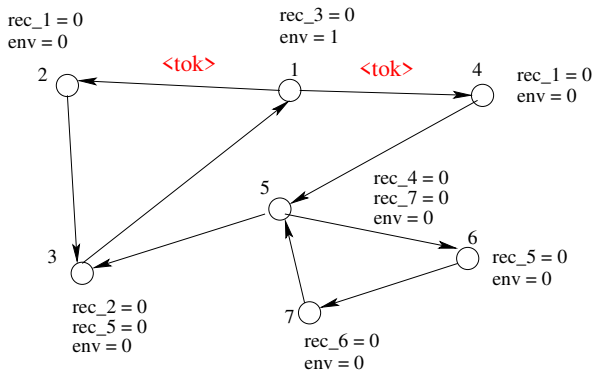 rec_1 = 0
env = 0
rec_3 = 0
env = 1
<tok>
<tok>
2
1
4
rec_1 = 0
env = 0
5
rec_4 = 0
rec_7 = 0
env = 0
6
3
rec_5 = 0
env = 0
rec_2 = 0
rec_5 = 0
env = 0
7
rec_6 = 0
env = 0